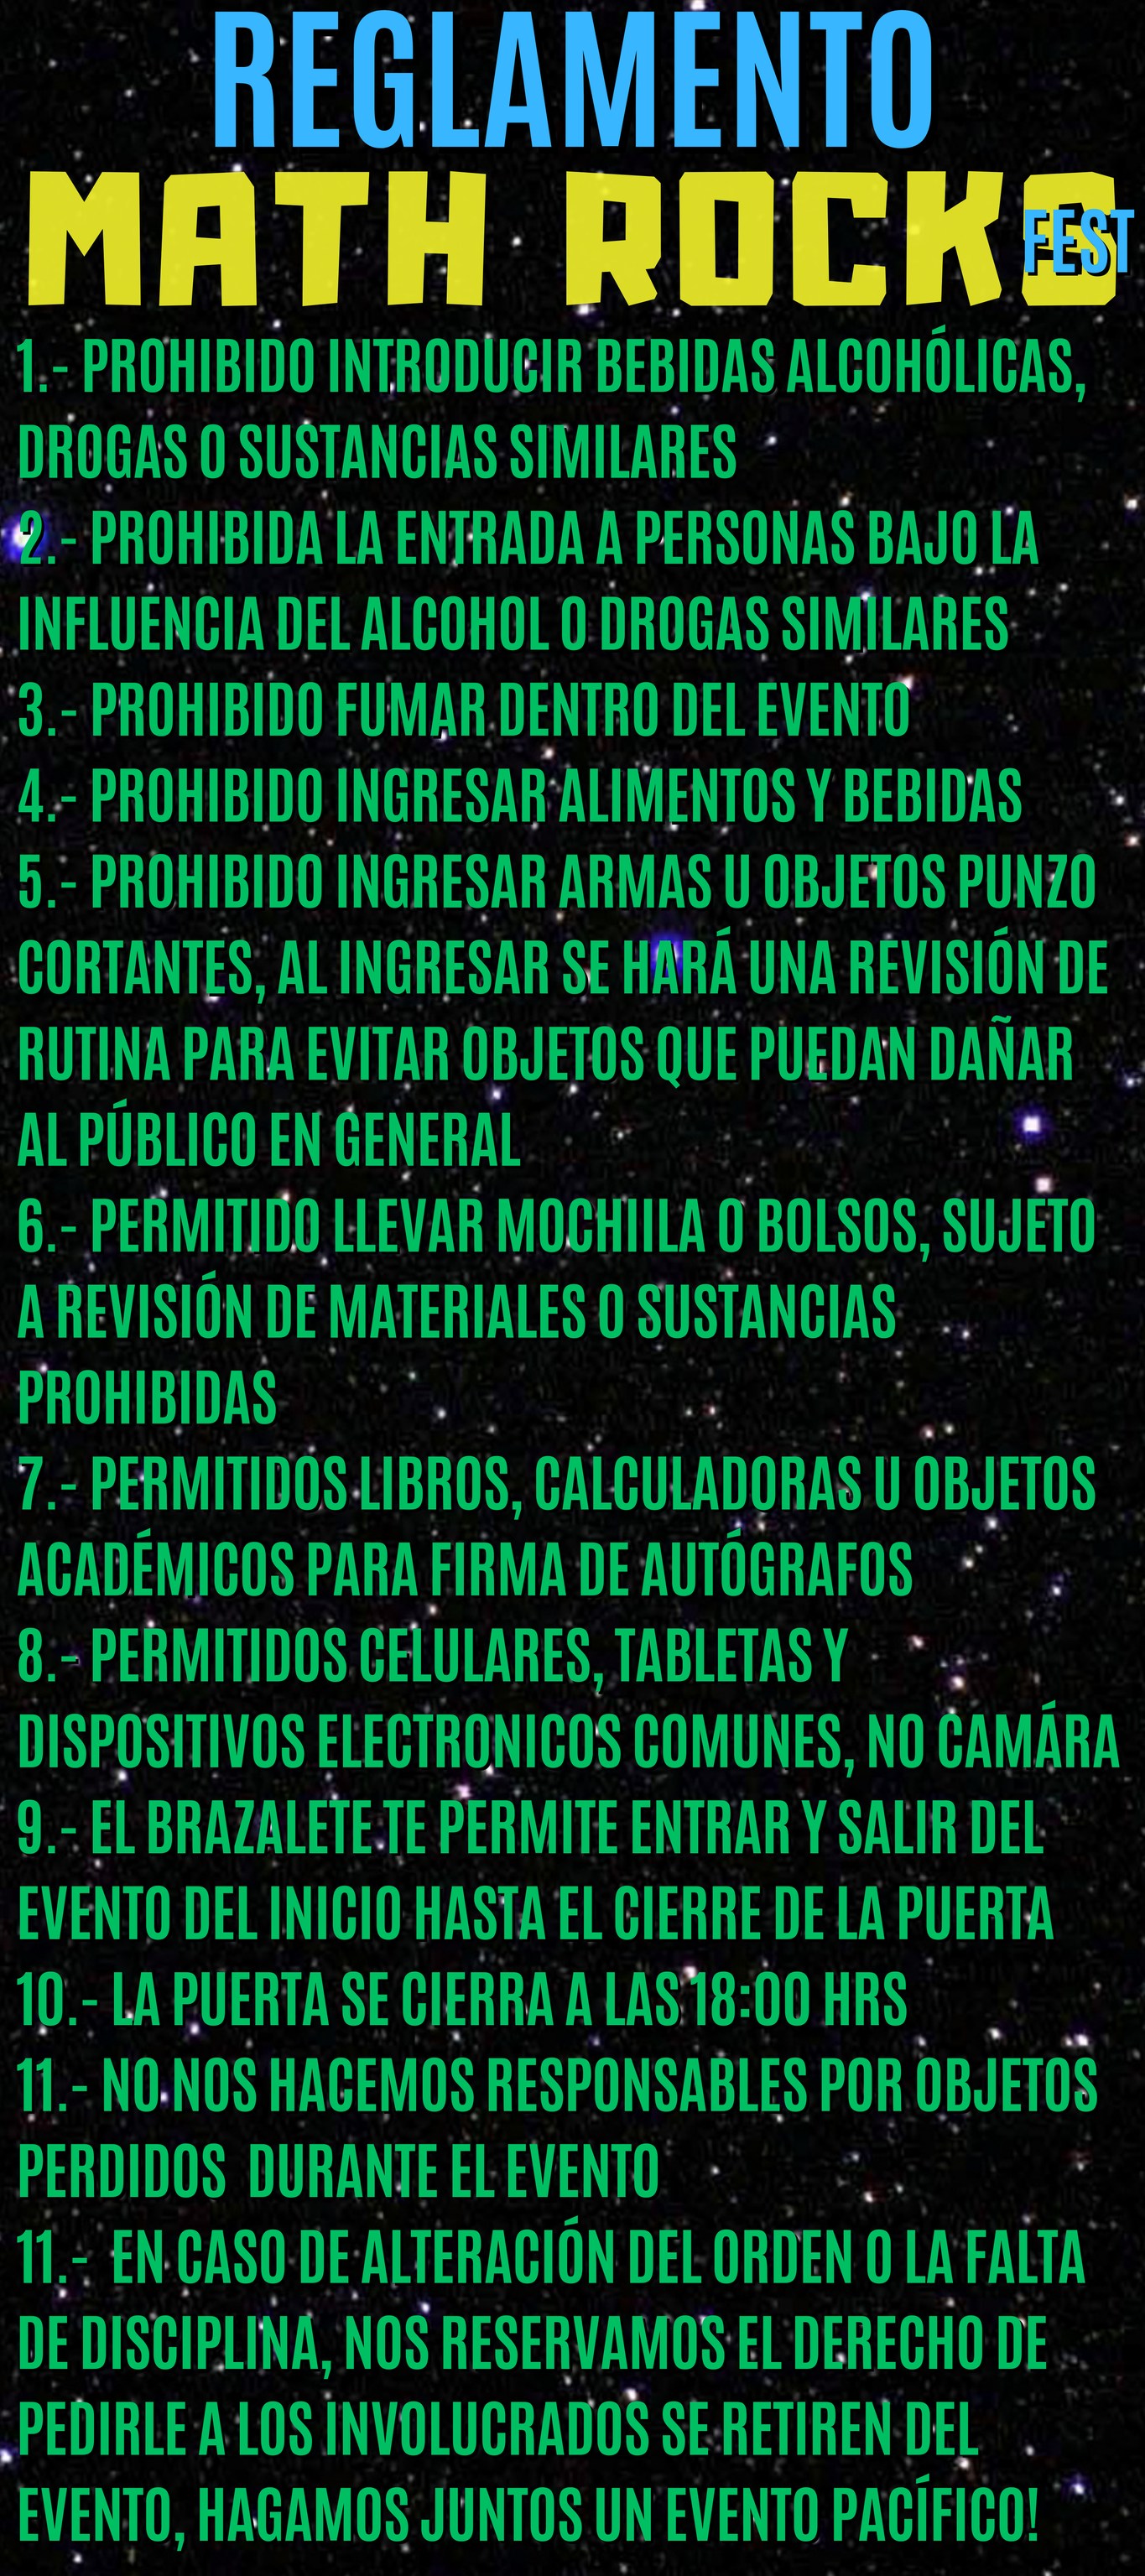 REGLAMENTO
MATH ROCKS
FEST
1.- PROHIBIDO INTRODUCIR BEBIDAS ALCOHÓLICAS,
DROGAS O SUSTANCIAS SIMILARES
2.- PROHIBIDA LA ENTRADA A PERSONAS BAJO LA
INFLUENCIA DEL ALCOHOL O DROGAS SIMILARES
3.- PROHIBIDO FUMAR DENTRO DEL EVENTO
4.- PROHIBIDO INGRESAR ALIMENTOS Y BEBIDAS
5.- PROHIBIDO INGRESAR ARMAS U OBJETOS PUNZO
CORTANTES, AL INGRESAR SE HARÁ UNA REVISIÓN DE
RUTINA PARA EVITAR OBJETOS QUE PUEDAN DAÑAR
AL PÚBLICO EN GENERAL
6.- PERMITIDO LLEVAR MOCHIILA O BOLSOS, SUJETO
A REVISIÓN DE MATERIALES O SUSTANCIAS
PROHIBIDAS
7.- PERMITIDOS LIBROS, CALCULADORAS U OBJETOS
ACADÉMICOS PARA FIRMA DE AUTÓGRAFOS
8.- PERMITIDOS CELULARES, TABLETAS Y
DISPOSITIVOS ELECTRONICOS COMUNES, NO CAMÁRA
9.- EL BRAZALETE TE PERMITE ENTRAR Y SALIR DEL
EVENTO DEL INICIO HASTA EL CIERRE DE LA PUERTA
10.- LA PUERTA SE CIERRA A LAS 18:00 HRS
11.- NO NOS HACEMOS RESPONSABLES POR OBJETOS
PERDIDOS  DURANTE EL EVENTO
11.-  EN CASO DE ALTERACIÓN DEL ORDEN O LA FALTA
DE DISCIPLINA, NOS RESERVAMOS EL DERECHO DE
PEDIRLE A LOS INVOLUCRADOS SE RETIREN DEL
EVENTO, HAGAMOS JUNTOS UN EVENTO PACÍFICO!